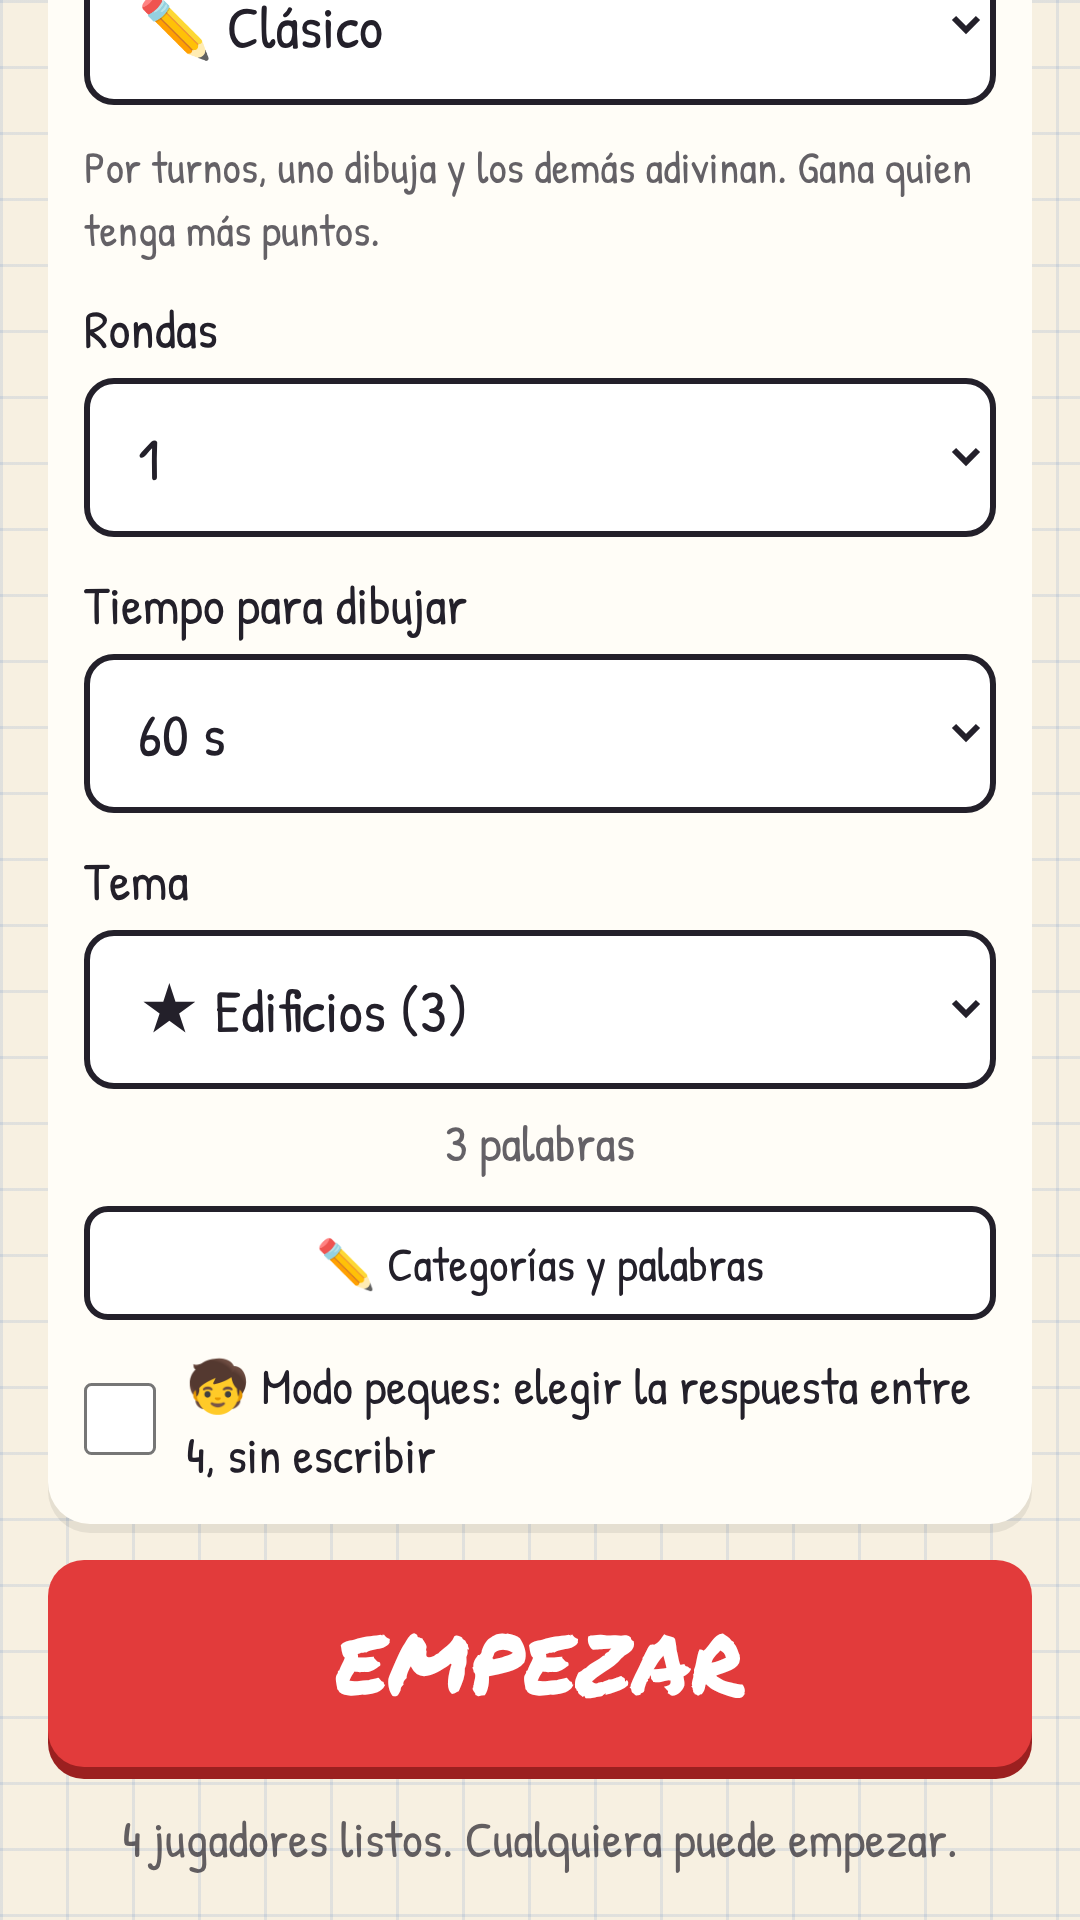 ✏️ Clásico
Por turnos, uno dibuja y los demás adivinan. Gana quien
tenga más puntos.
Rondas
1
Tiempo para dibujar
60 s
Tema
★ Edificios (3)
3 palabras
✏️ Categorías y palabras
🧒 Modo peques: elegir la respuesta entre
4, sin escribir
EMPEZAR
4 jugadores listos. Cualquiera puede empezar.